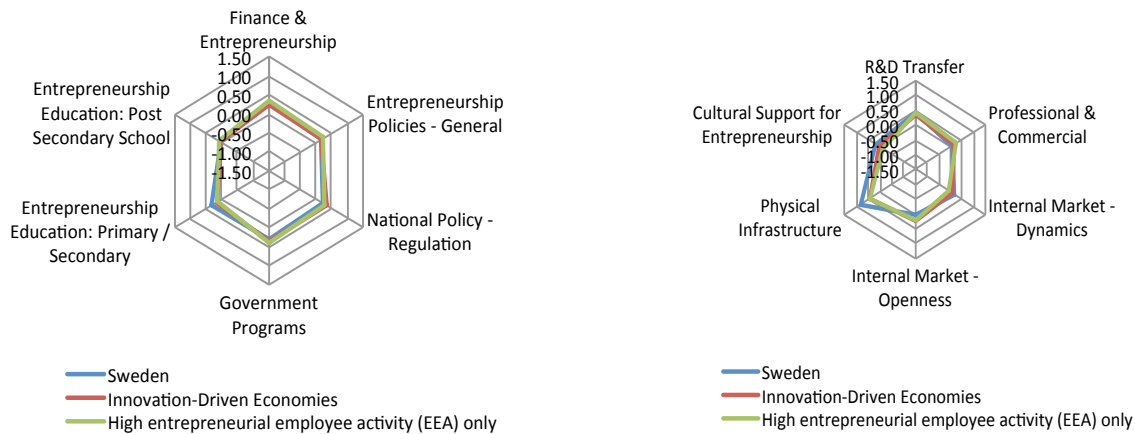 Finance &
Entrepreneurship
1.50
1.00
0.50
0.00
-0.50
-1.00
-1.50
Entrepreneurship
Policies - General
National Policy -
Regulation
Government
Programs
Entrepreneurship
Education: Primary /
Secondary
Entrepreneurship
Education: Post
Secondary School
Sweden
Innovation-Driven Economies
High entrepreneurial employee activity (EEA) only
R&D Transfer
1.50
1.00
0.50
0.00
-0.50
-1.00
-1.50
Professional &
Commercial
Internal Market -
Dynamics
Internal Market -
Openness
Physical
Infrastructure
Cultural Support for
Entrepreneurship
Sweden
Innovation-Driven Economies
High entrepreneurial employee activity (EEA) only